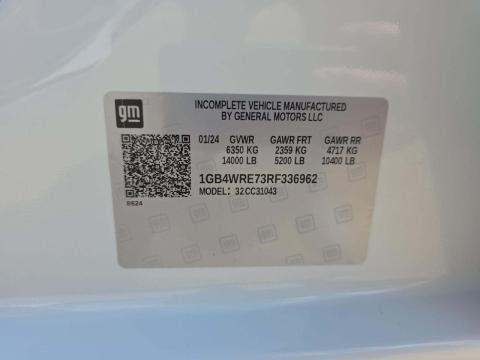 gm
INCOMPLETE VEHICLE MANUFACTURED
BY GENERAL MOTORS LLC
01/24 GVWR GAWR FRT GAWR RR
6350 KG 2359 KG 4717 KG
14000 LB 5200 LB 10400 LB
1GB4WRE73RF336962
MODEL: 32CC31043